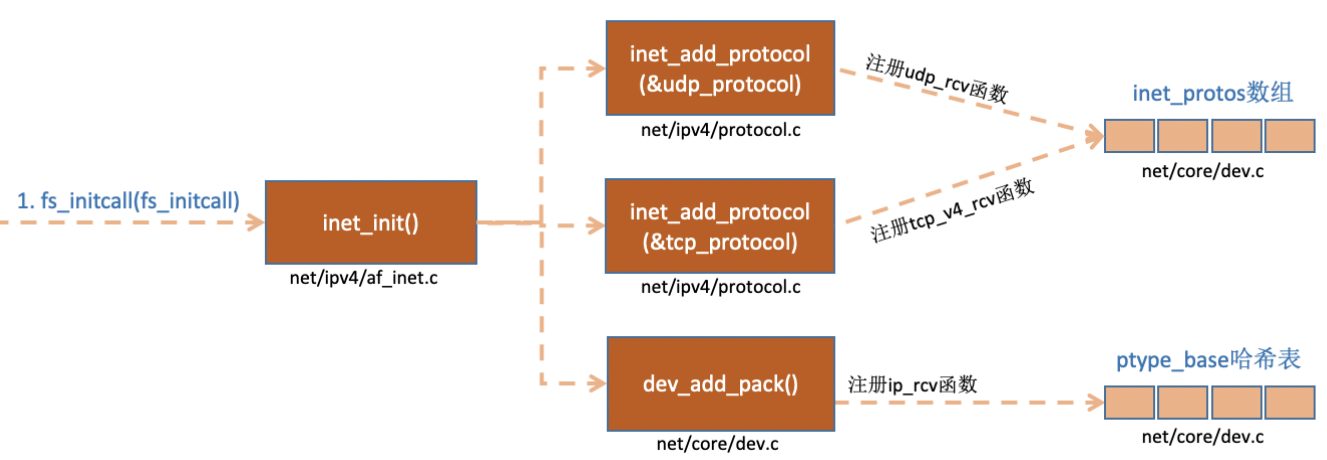 1. fs_initcall(fs_initcall)
inet_init()
net/ipv4/af_inet.c
inet_add_protocol
(&udp_protocol)
net/ipv4/protocol.c
注册udp_rcv函数
inet_protos数组
net/core/dev.c
inet_add_protocol
(&tcp_protocol)
net/ipv4/protocol.c
注册tcp_v4_rcv函数
dev_add_pack()
net/core/dev.c
注册ip_rcv函数
ptype_base哈希表
net/core/dev.c